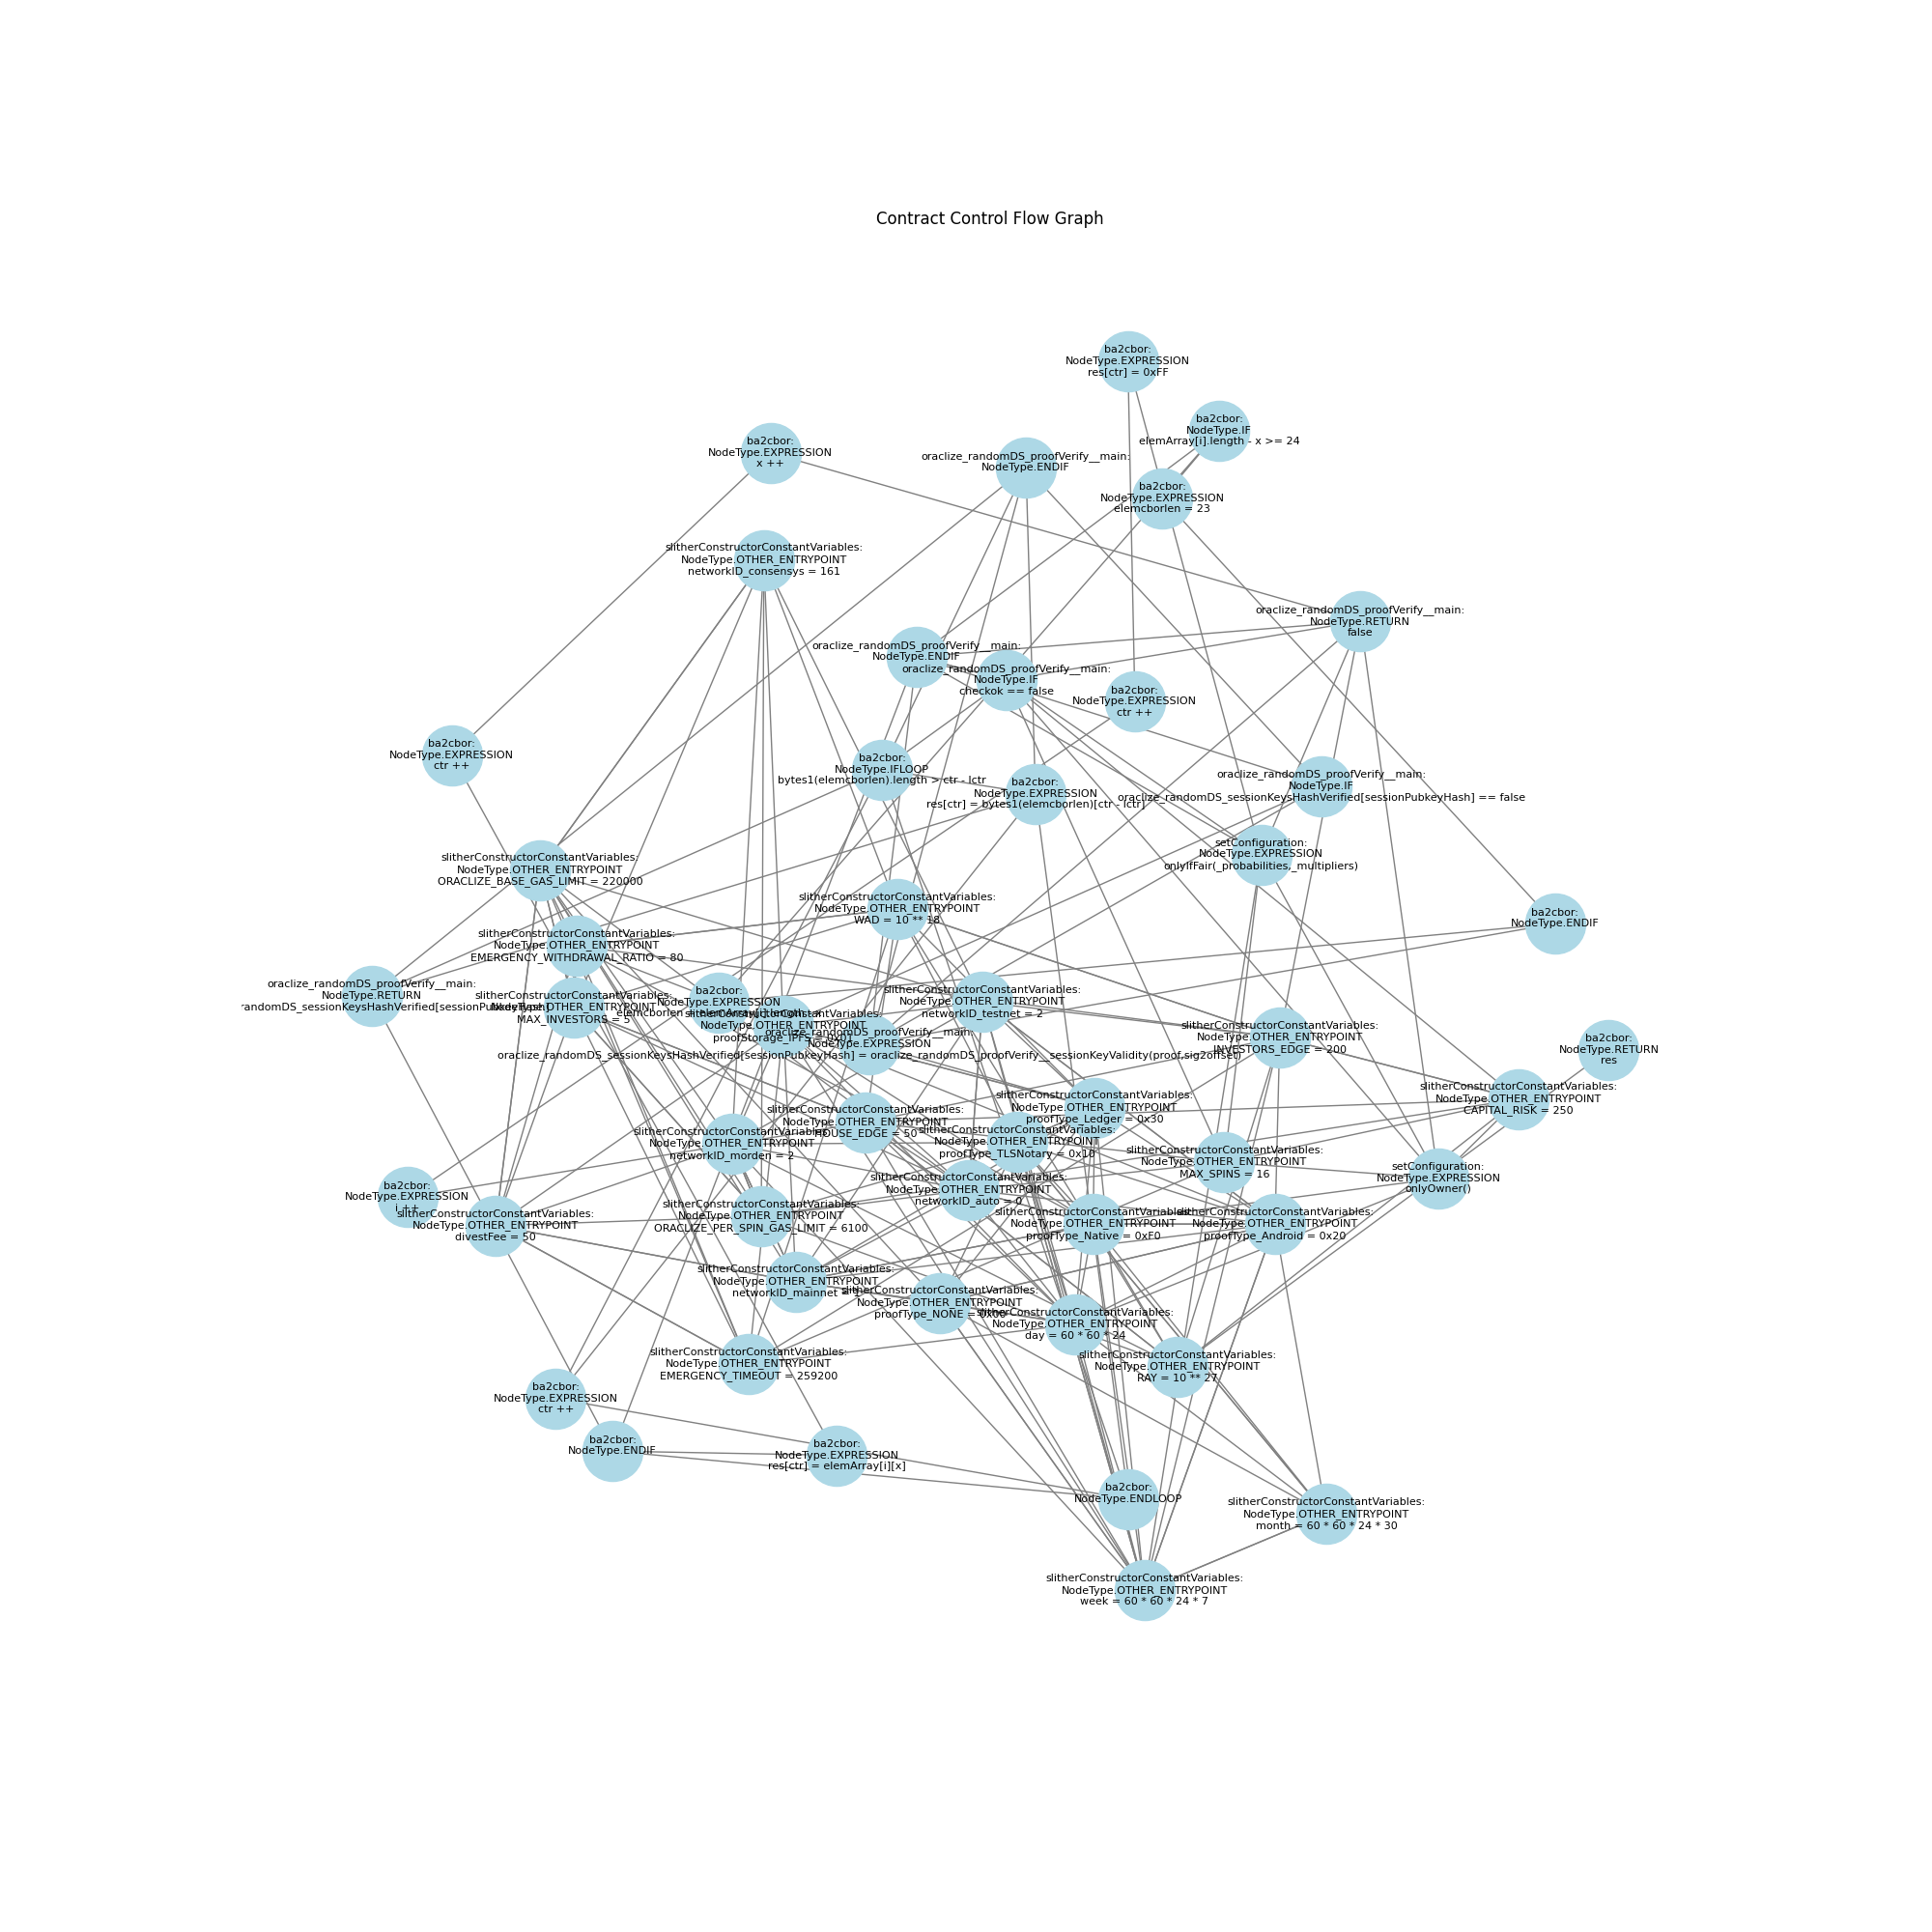 Contract Control Flow Graph
ba2cbor:
NodeType.EXPRESSION
res[ctr] = 0xFF
ba2cbor:
NodeType.IF
elemArray[i].length - x >= 24
ba2cbor:
NodeType.EXPRESSION
x ++
oraclize_randomDS_proofVerify__main:
NodeType.ENDIF
ba2cbor:
NodeType.EXPRESSION
elemcborlen = 23
slitherConstructorConstantVariables:
NodeType.OTHER_ENTRYPOINT
networkID_consensys = 161
oraclize_randomDS_proofVerify__main:
NodeType.RETURN
false
oraclize_randomDS_proofVerify__main:
NodeType.ENDIF
oraclize_randomDS_proofVerify__main:
NodeType.IF
checkok == false
ba2cbor:
NodeType.EXPRESSION
ctr ++
ba2cbor:
NodeType.EXPRESSION
ctr ++
ba2cbor:
NodeType.IFLOOP
bytes1(elemcborlen).length > ctr - lctr
ba2cbor:
NodeType.EXPRESSION
res[ctr] = bytes1(elemcborlen)[ctr - lctr]
oraclize_randomDS_proofVerify__main:
NodeType.IF
oraclize_randomDS_sessionKeysHashVerified[sessionPubkeyHash] == false
setConfiguration:
NodeType.EXPRESSION
onlyIfFair(_probabilities,_multipliers)
slitherConstructorConstantVariables:
NodeType.OTHER_ENTRYPOINT
ORACLIZE_BASE_GAS_LIMIT = 220000
slitherConstructorConstantVariables:
NodeType.OTHER_ENTRYPOINT
WAD = 10 ** 18
ba2cbor:
NodeType.ENDIF
slitherConstructorConstantVariables:
NodeType.OTHER_ENTRYPOINT
EMERGENCY_WITHDRAWAL_RATIO = 80
oraclize_randomDS_proofVerify__main:
NodeType.RETURN
randomDS_sessionKeysHashVerified[sessionPubkeyHash]
slitherConstructorConstantVariables:
NodeType.OTHER_ENTRYPOINT
MAX_INVESTORS = 5
ba2cbor:
NodeType.EXPRESSION
elemcborlen = elemArray[i].length
slitherConstructorConstantVariables:
NodeType.OTHER_ENTRYPOINT
proofStorage_IPFS = 0x01
slitherConstructorConstantVariables:
NodeType.OTHER_ENTRYPOINT
networkID_testnet = 2
oraclize_randomDS_proofVerify__main:
NodeType.EXPRESSION
oraclize_randomDS_sessionKeysHashVerified[sessionPubkeyHash] = oraclize_randomDS_proofVerify__sessionKeyValidity(proof,sig2offset)
slitherConstructorConstantVariables:
NodeType.OTHER_ENTRYPOINT
INVESTORS_EDGE = 200
ba2cbor:
NodeType.RETURN
res
slitherConstructorConstantVariables:
NodeType.OTHER_ENTRYPOINT
CAPITAL_RISK = 250
slitherConstructorConstantVariables:
NodeType.OTHER_ENTRYPOINT
proofType_Ledger = 0x30
slitherConstructorConstantVariables:
NodeType.OTHER_ENTRYPOINT
HOUSE_EDGE = 50
slitherConstructorConstantVariables:
NodeType.OTHER_ENTRYPOINT
proofType_TLSNotary = 0x10
slitherConstructorConstantVariables:
NodeType.OTHER_ENTRYPOINT
networkID_morden = 2
slitherConstructorConstantVariables:
NodeType.OTHER_ENTRYPOINT
MAX_SPINS = 16
setConfiguration:
NodeType.EXPRESSION
onlyOwner()
slitherConstructorConstantVariables:
NodeType.OTHER_ENTRYPOINT
networkID_auto = 0
ba2cbor:
NodeType.EXPRESSION
i ++
slitherConstructorConstantVariables:
NodeType.OTHER_ENTRYPOINT
divestFee = 50
slitherConstructorConstantVariables:
NodeType.OTHER_ENTRYPOINT
ORACLIZE_PER_SPIN_GAS_LIMIT = 6100
slitherConstructorConstantVariables:
NodeType.OTHER_ENTRYPOINT
proofType_Native = 0xF0
slitherConstructorConstantVariables:
NodeType.OTHER_ENTRYPOINT
proofType_Android = 0x20
slitherConstructorConstantVariables:
NodeType.OTHER_ENTRYPOINT
networkID_mainnet =
slitherConstructorConstantVariables:
NodeType.OTHER_ENTRYPOINT
proofType_NONE = 0x00
slitherConstructorConstantVariables:
NodeType.OTHER_ENTRYPOINT
day = 60 * 60 * 24
slitherConstructorConstantVariables:
NodeType.OTHER_ENTRYPOINT
EMERGENCY_TIMEOUT = 259200
slitherConstructorConstantVariables:
NodeType.OTHER_ENTRYPOINT
RAY = 10 ** 27
ba2cbor:
NodeType.EXPRESSION
ctr ++
ba2cbor:
NodeType.ENDIF
ba2cbor:
NodeType.EXPRESSION
res[ctr] = elemArray[i][x]
ba2cbor:
NodeType.ENDLOOP
slitherConstructorConstantVariables:
NodeType.OTHER_ENTRYPOINT
month = 60 * 60 * 24 * 30
slitherConstructorConstantVariables:
NodeType.OTHER_ENTRYPOINT
week = 60 * 60 * 24 * 7